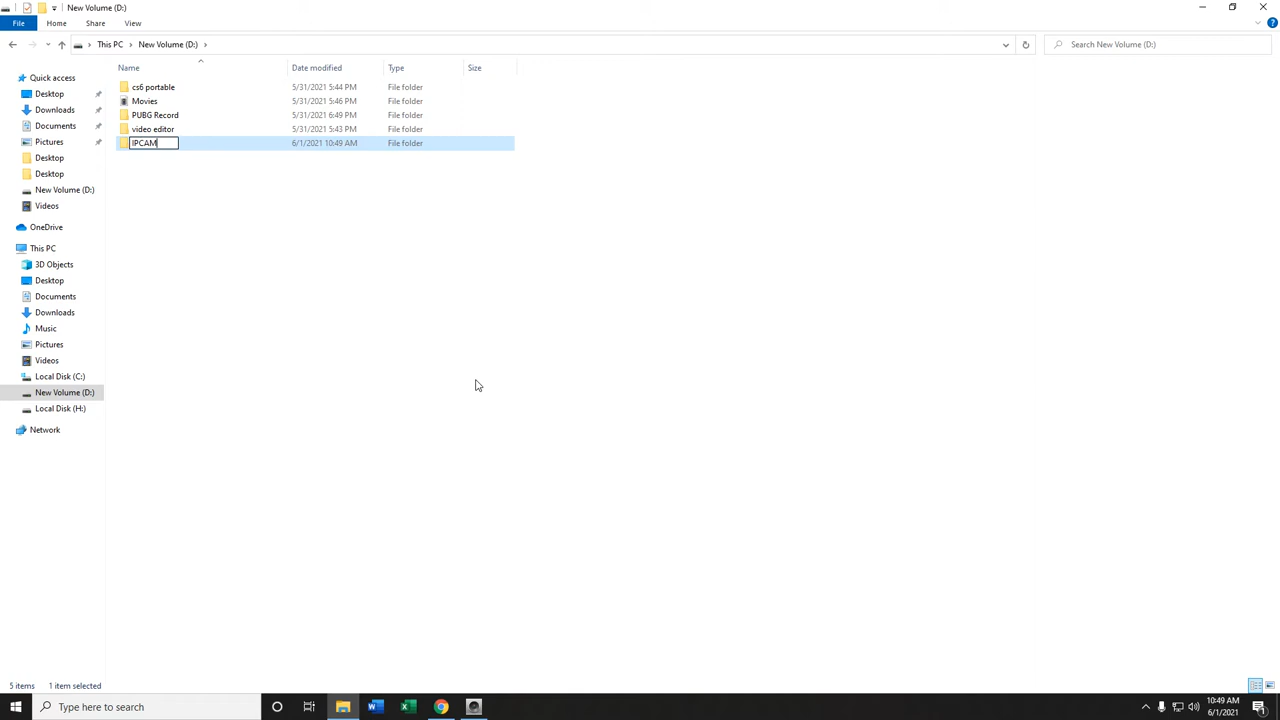 New Volume (D:)
File Home Share View
This PC New Volume (D:) Search New Volume (D:)
Name Date modified Type Size
Quick access
Desktop
Downloads
Documents
Pictures
Desktop
Desktop
New Volume (D:)
Videos
OneDrive
This PC
3D Objects
Desktop
Documents
Downloads
Music
Pictures
Videos
Local Disk (C:)
New Volume (D:)
Local Disk (H:)
Network
cs6 portable 5/31/2021 5:44 PM File folder
Movies 5/31/2021 5:46 PM File folder
PUBG Record 5/31/2021 6:49 PM File folder
video editor 5/31/2021 5:43 PM File folder
IPCAM 6/1/2021 10:49 AM File folder
5 items 1 item selected
Type here to search
10:49 AM
6/1/2021
1